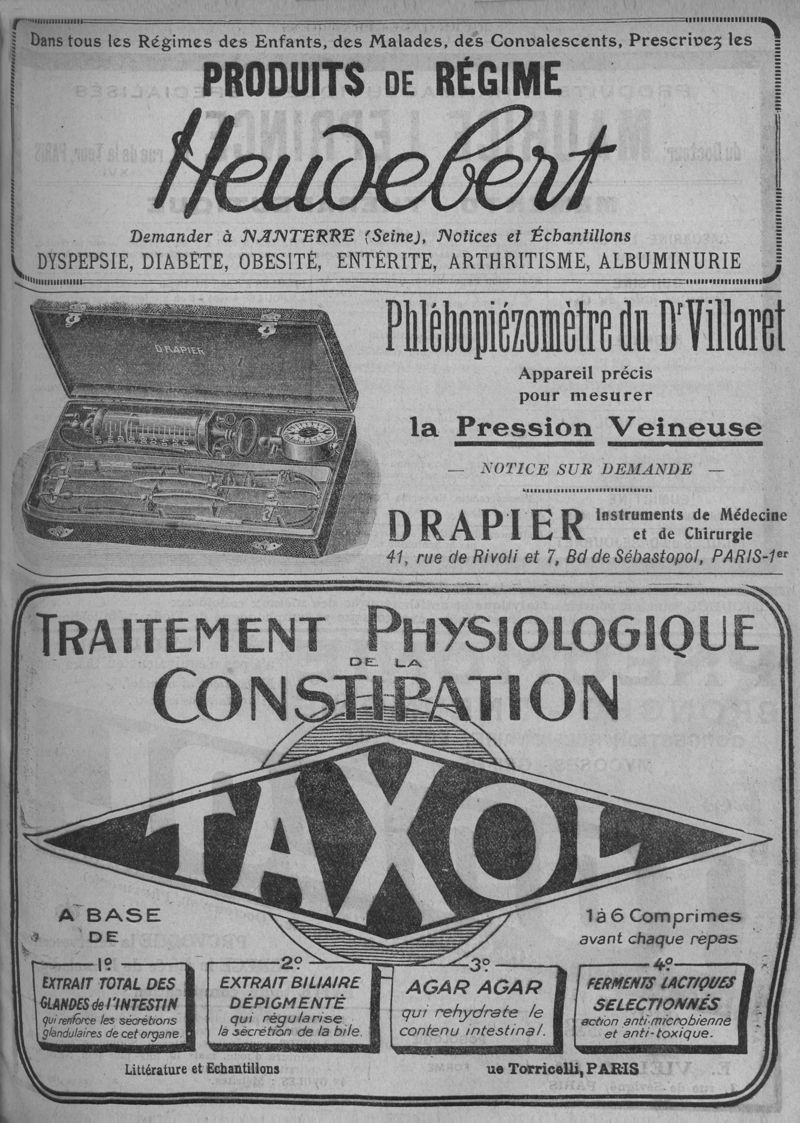 Dans tous les Régimes des Enfants, des Malades, des Convalescents, Prescrivez les
PRODUITS DE RÉGIME
Heudebert
Demander à NANTERRE (Seine), Notices et Échantillons
DYSPEPSIE, DIABÈTE, OBESITÉ, ENTÉRITE, ARTHRITISME, ALBUMINURIE
DRAPIER
Phlébopiézomètre du Dr Villaret
Appareil précis
pour mesurer
la Pression Veineuse
— NOTICE SUR DEMANDE —
DRAPIER Instruments de Médecine
et de Chirurgie
41, rue de Rivoli et 7, Bd de Sébastopol, PARIS-1er
TRAITEMENT PHYSIOLOGIQUE
DE LA
CONSTIPATION
TAXOL
A BASE
DE
1 à 6 Comprimes
avant chaque repas
1º
EXTRAIT TOTAL DES
GLANDES de l'INTESTIN
qui renforce les sécrétions
glandulaires de cet organe.
2º
EXTRAIT BILIAIRE
DÉPIGMENTÉ
qui régularise
la sécrétion de la bile.
3º
AGAR AGAR
qui rehydrate le
contenu intestinal.
4º
FERMENTS LACTIQUES
SELECTIONNÉS
action anti-microbienne
et anti-toxique.
Littérature et Echantillons
ue Torricelli, PARIS